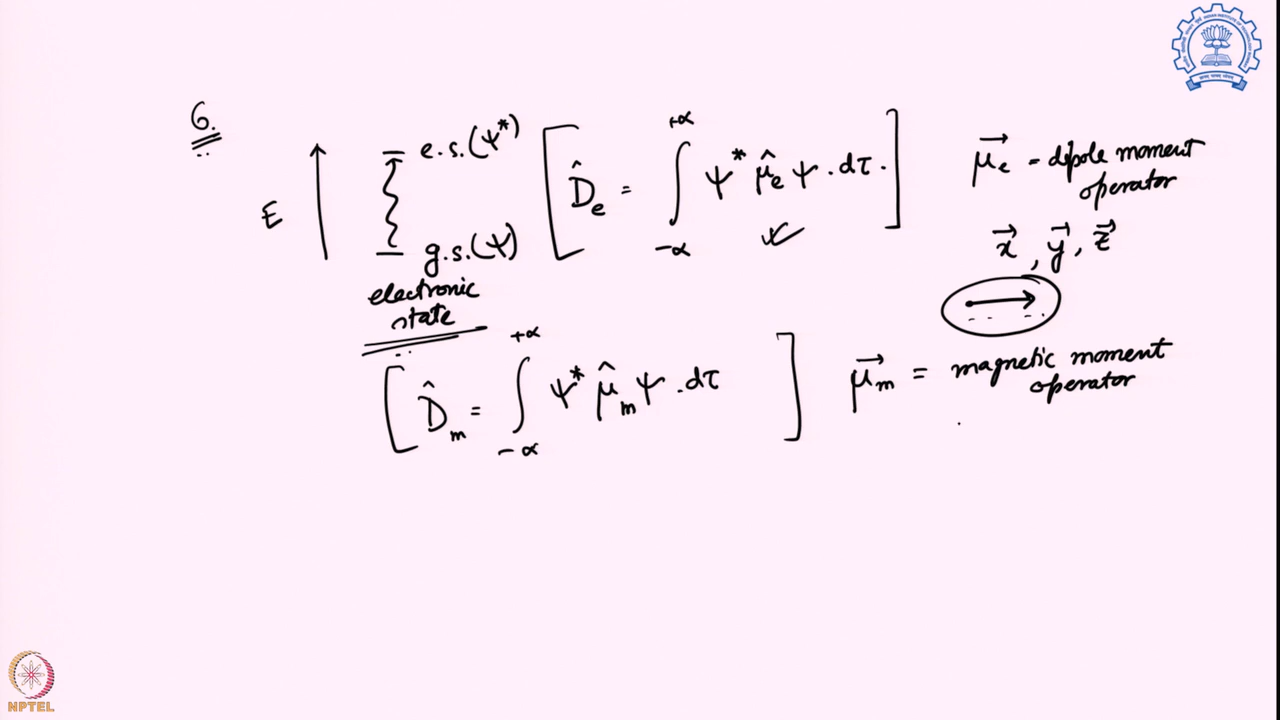 6.
E ↑ e.s.(Ψ*)
g.s.(Ψ)
electronic
state
[ D̂e = ∫ +α -α Ψ* μ̂e Ψ . dτ. ]
μ⃗e - dipole moment
operator
x⃗, y⃗, z⃗
[ D̂m = ∫ +α -α Ψ* μ̂m Ψ . dτ ]
μ⃗m = magnetic moment
operator
NPTEL